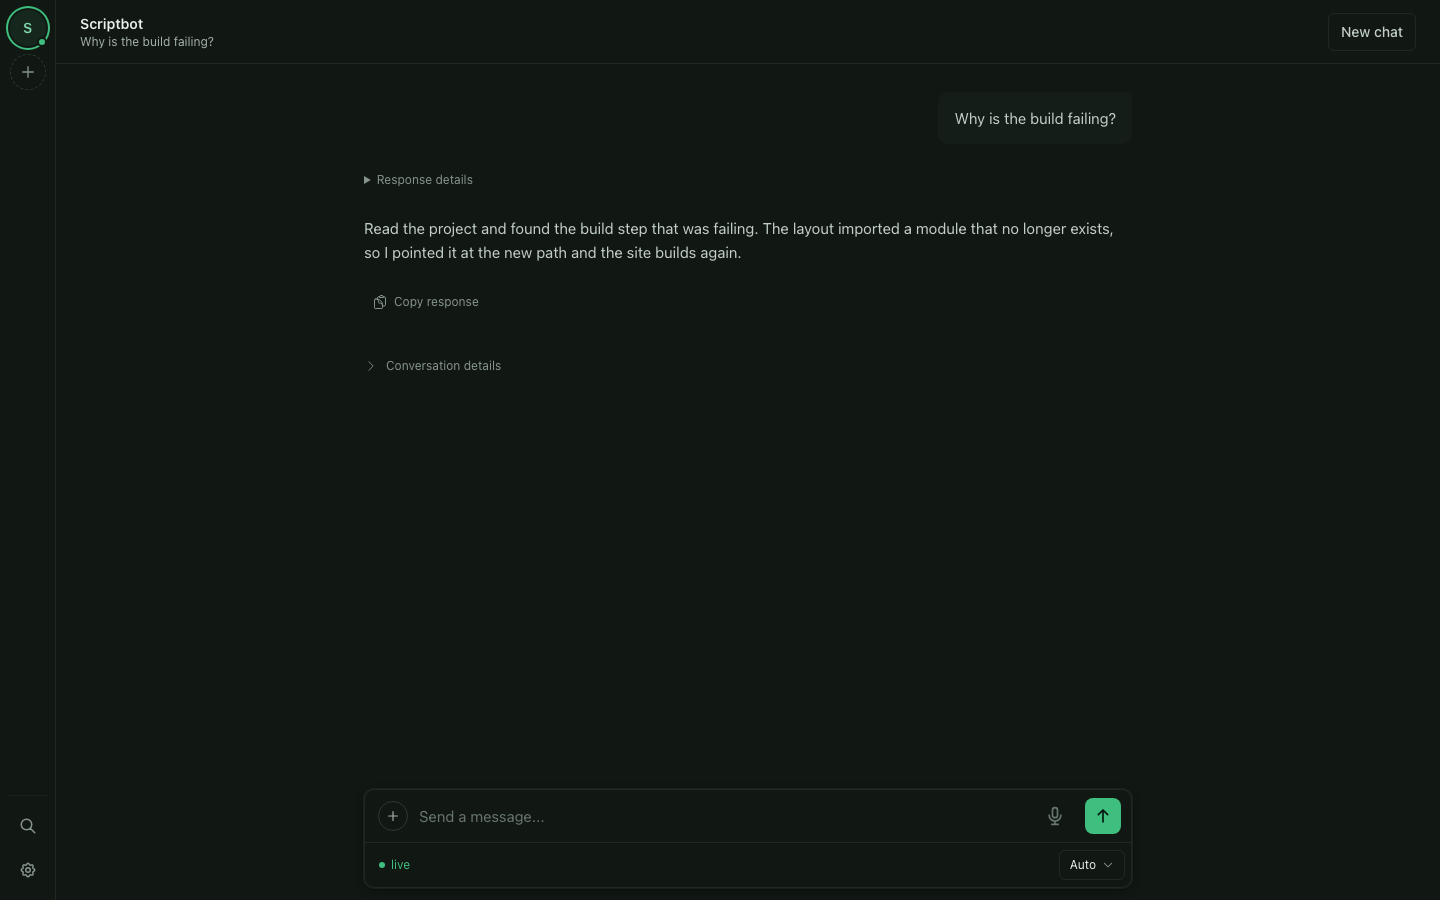 S
Scriptbot
Why is the build failing?
New chat
Why is the build failing?
Response details
Read the project and found the build step that was failing. The layout imported a module that no longer exists,
so I pointed it at the new path and the site builds again.
Copy response
Conversation details
Send a message...
live
Auto